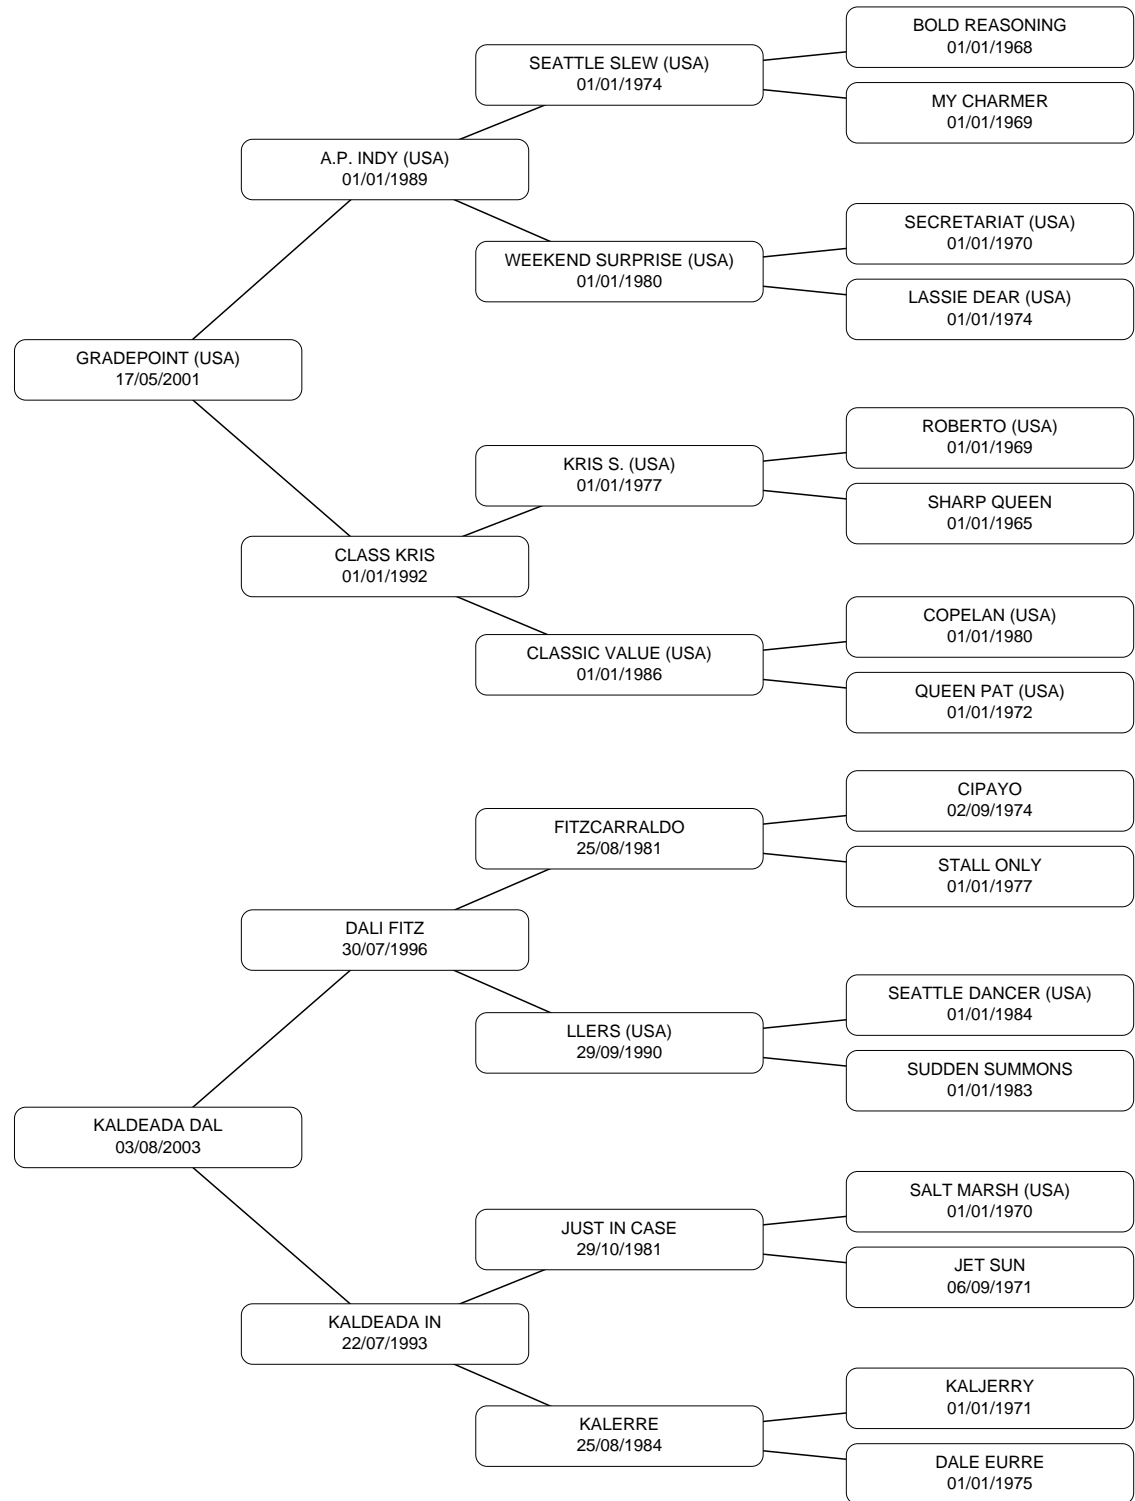 BOLD REASONING
01/01/1968
SEATTLE SLEW (USA)
01/01/1974
MY CHARMER
01/01/1969
A.P. INDY (USA)
01/01/1989
SECRETARIAT (USA)
01/01/1970
WEEKEND SURPRISE (USA)
01/01/1980
LASSIE DEAR (USA)
01/01/1974
GRADEPOINT (USA)
17/05/2001
ROBERTO (USA)
01/01/1969
KRIS S. (USA)
01/01/1977
SHARP QUEEN
01/01/1965
CLASS KRIS
01/01/1992
COPELAN (USA)
01/01/1980
CLASSIC VALUE (USA)
01/01/1986
QUEEN PAT (USA)
01/01/1972
CIPAYO
02/09/1974
FITZCARRALDO
25/08/1981
STALL ONLY
01/01/1977
DALI FITZ
30/07/1996
SEATTLE DANCER (USA)
01/01/1984
LLERS (USA)
29/09/1990
SUDDEN SUMMONS
01/01/1983
KALDEADA DAL
03/08/2003
SALT MARSH (USA)
01/01/1970
JUST IN CASE
29/10/1981
JET SUN
06/09/1971
KALDEADA IN
22/07/1993
KALJERRY
01/01/1971
KALERRE
25/08/1984
DALE EURRE
01/01/1975